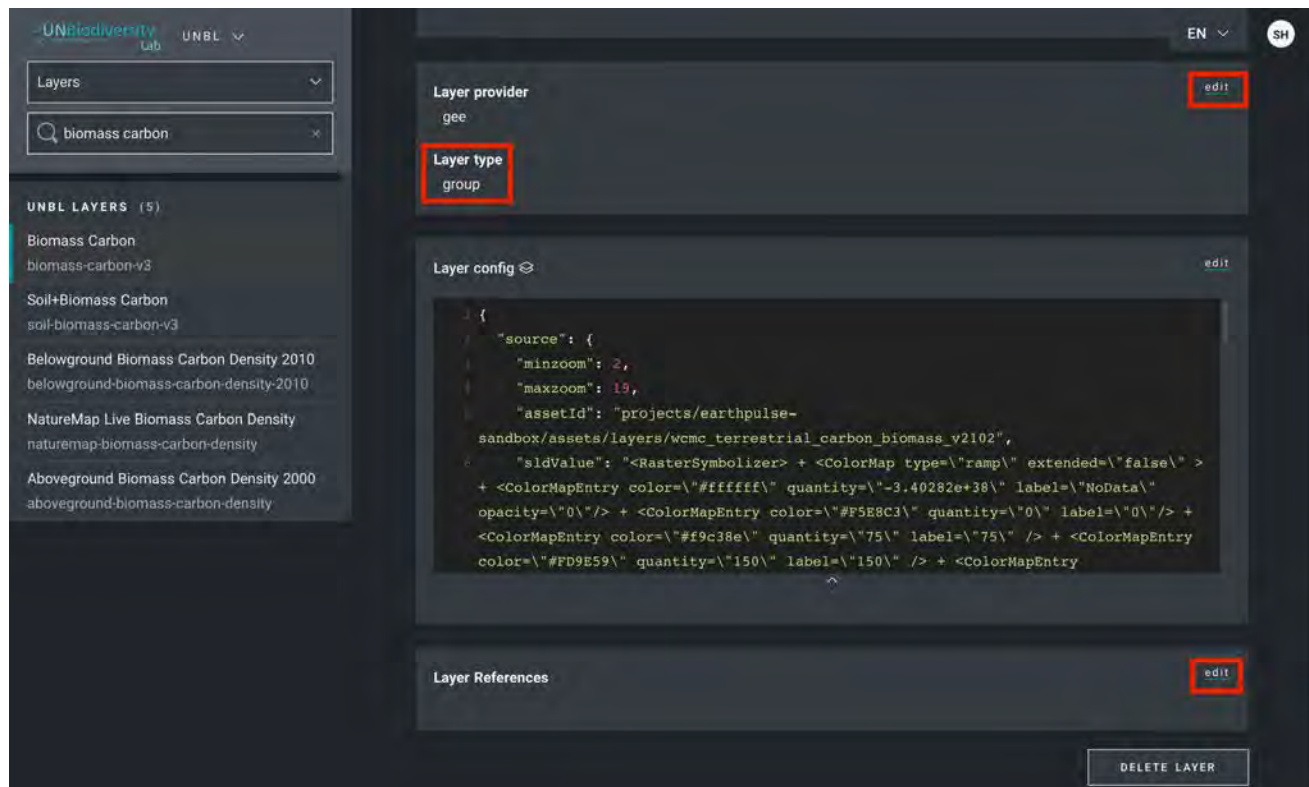 UNBiodiversity
Lab
UNBL
EN
SH
Layers
biomass carbon
UNBL LAYERS (5)
Biomass Carbon
biomass-carbon-v3
Soil+Biomass Carbon
soil-biomass-carbon-v3
Belowground Biomass Carbon Density 2010
belowground-biomass-carbon-density-2010
NatureMap Live Biomass Carbon Density
naturemap-biomass-carbon-density
Aboveground Biomass Carbon Density 2000
aboveground-biomass-carbon-density
Layer provider
edit
gee
Layer type
group
Layer config
edit
{
"source": {
"minzoom": 2,
"maxzoom": 19,
"assetId": "projects/earthpulse-
sandbox/assets/layers/wcmc_terrestrial_carbon_biomass_v2102",
"sldValue": "<RasterSymbolizer> + <ColorMap type=\"ramp\" extended=\"false\" >
+ <ColorMapEntry color=\"#ffffff\" quantity=\"-3.40282e+38\" label=\"NoData\"
opacity=\"0\"/> + <ColorMapEntry color=\"#F5E8C3\" quantity=\"0\" label=\"0\"/> +
<ColorMapEntry color=\"#f9c38e\" quantity=\"75\" label=\"75\" /> + <ColorMapEntry
color=\"#FD9E59\" quantity=\"150\" label=\"150\" /> + <ColorMapEntry
Layer References
edit
DELETE LAYER